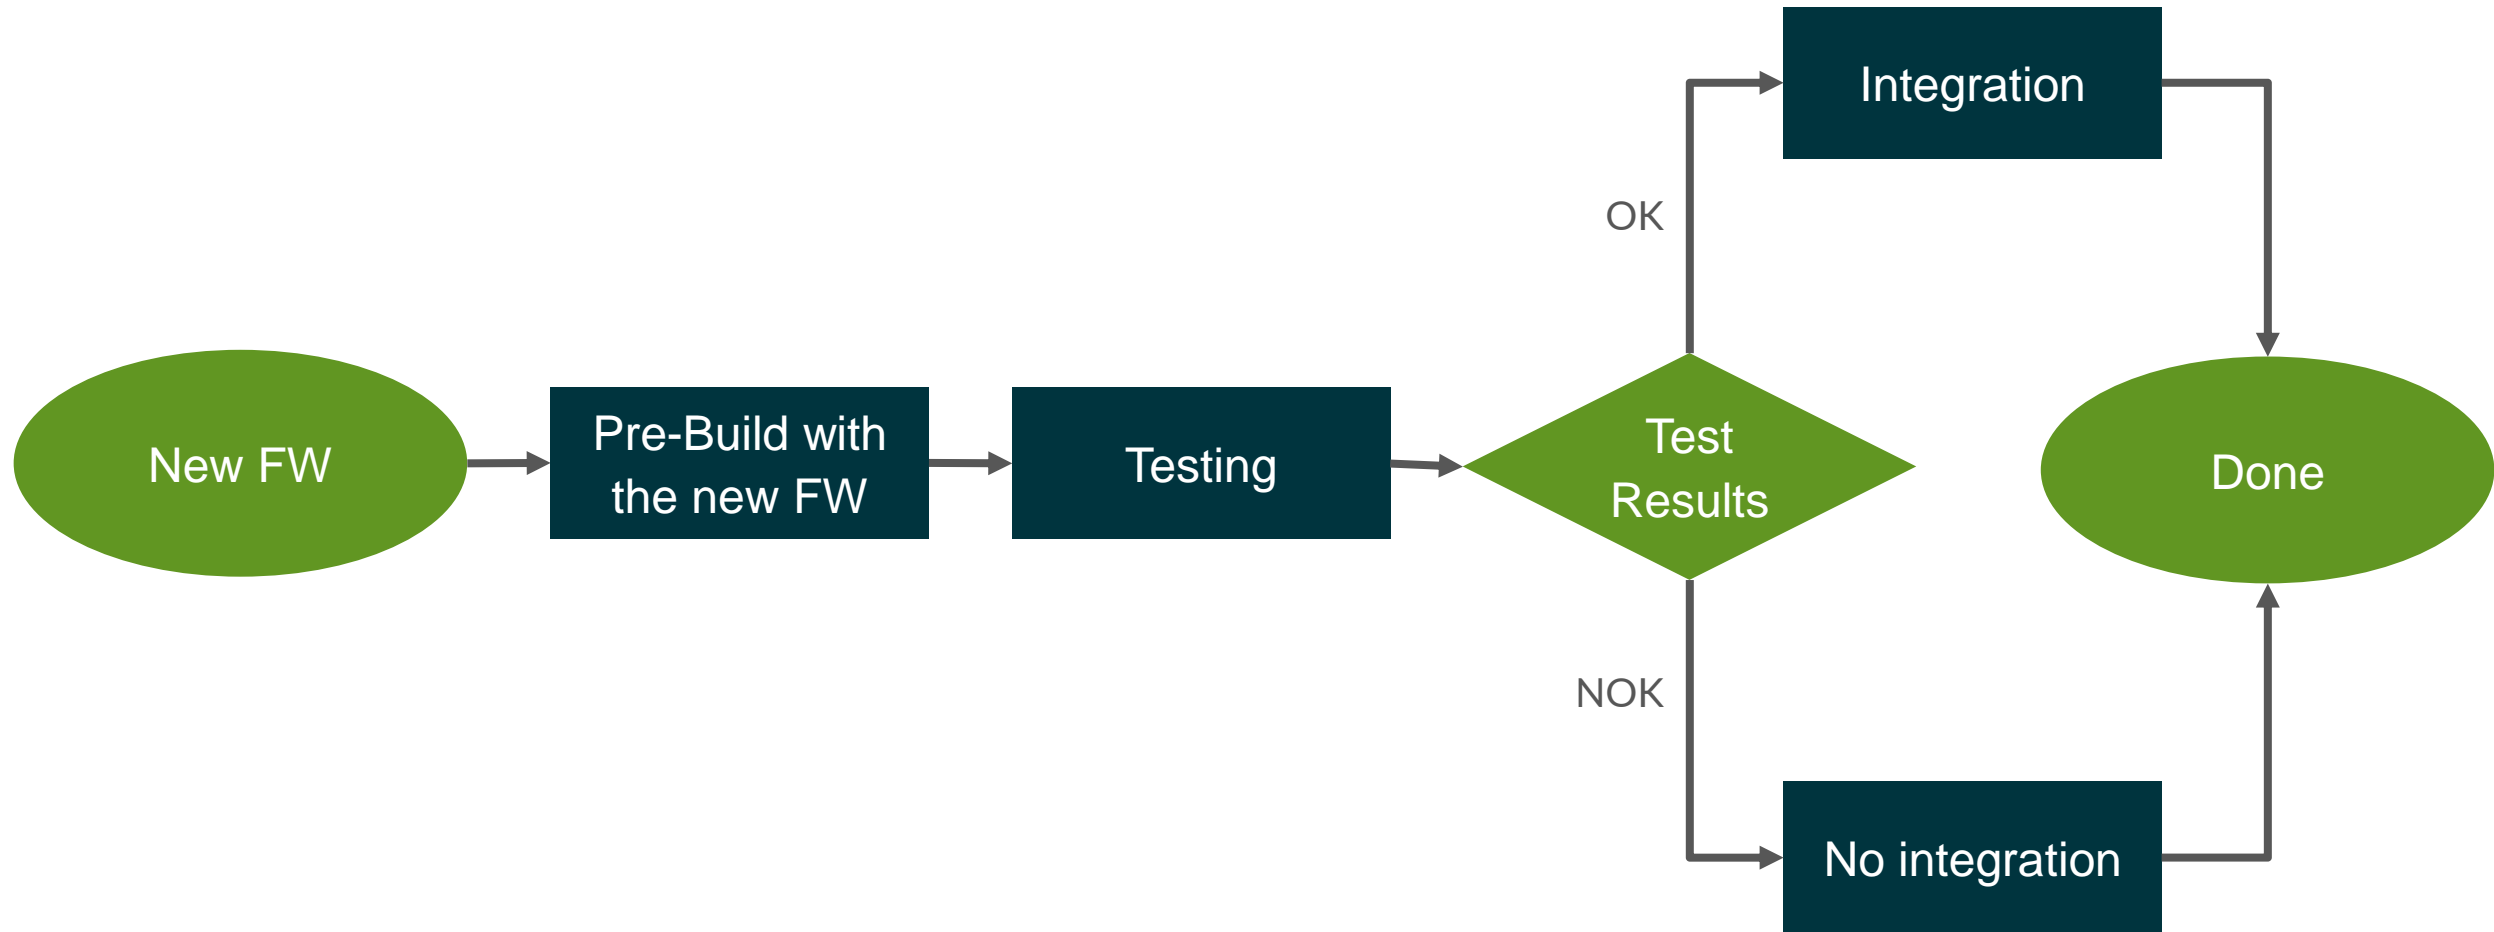 New FW
Pre-Build with
the new FW
Testing
Test
Results
OK
Integration
NOK
No integration
Done